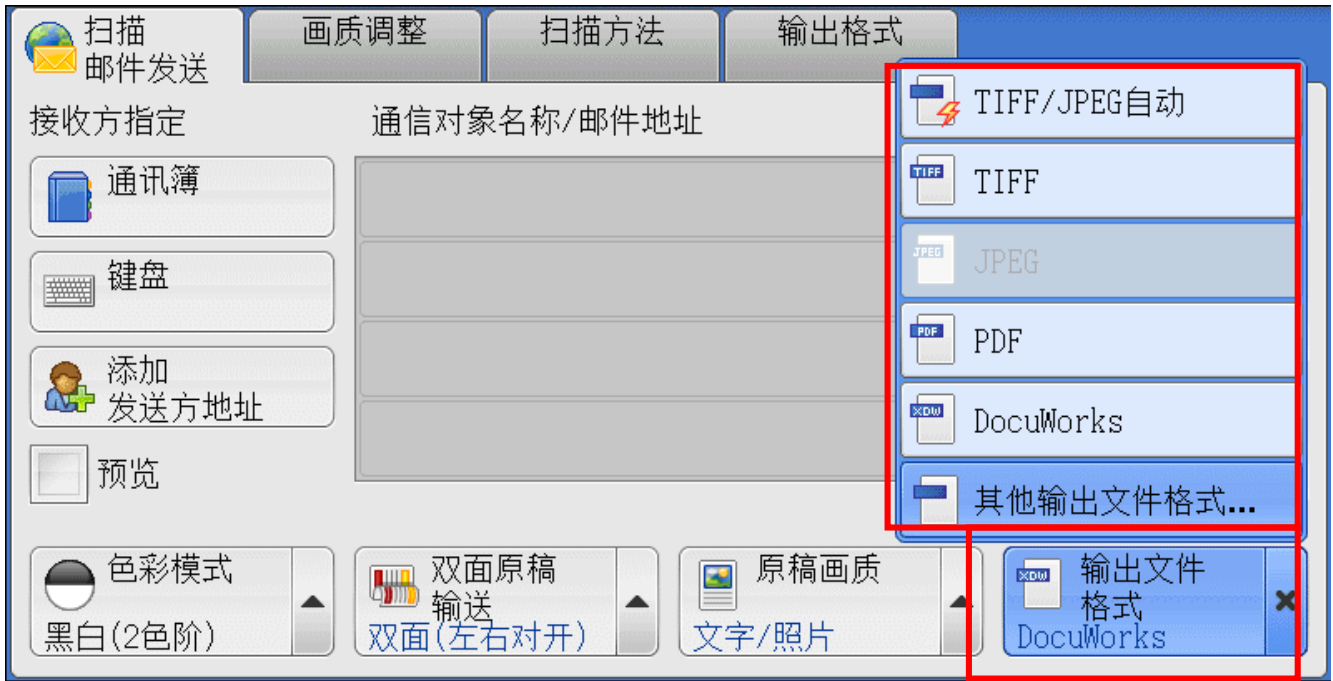 扫描
邮件发送
画质调整
扫描方法
输出格式
接收方指定
通信对象名称/邮件地址
通讯簿
键盘
添加
发送方地址
预览
TIFF/JPEG自动
TIFF
TIFF
JPEG
JPEG
PDF
PDF
XDW
DocuWorks
其他输出文件格式...
色彩模式
黑白(2色阶)
双面原稿
输送
双面(左右对开)
原稿画质
文字/照片
XDW
输出文件
格式
DocuWorks